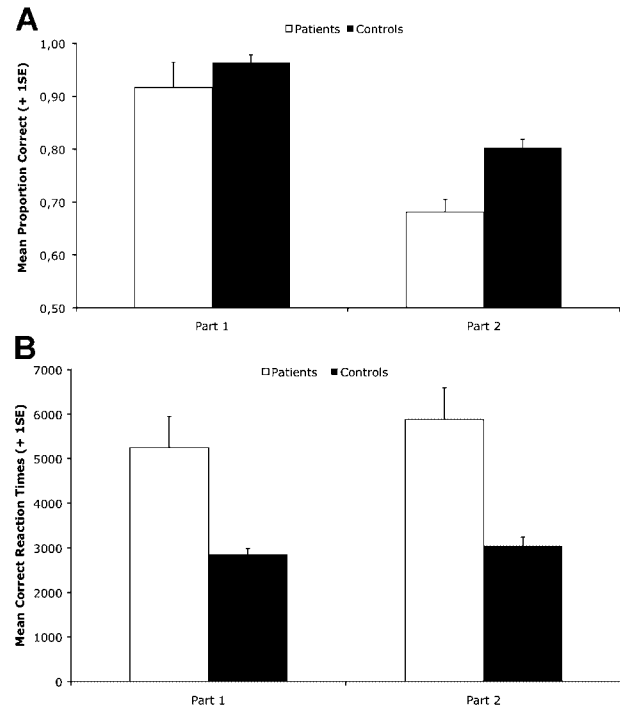 A
Patients Controls
Mean Proportion Correct (+ 1SE)
1,00
0,90
0,80
0,70
0,60
0,50
Part 1 Part 2
B
Patients Controls
Mean Correct Reaction Times (+ 1SE)
7000
6000
5000
4000
3000
2000
1000
0
Part 1 Part 2